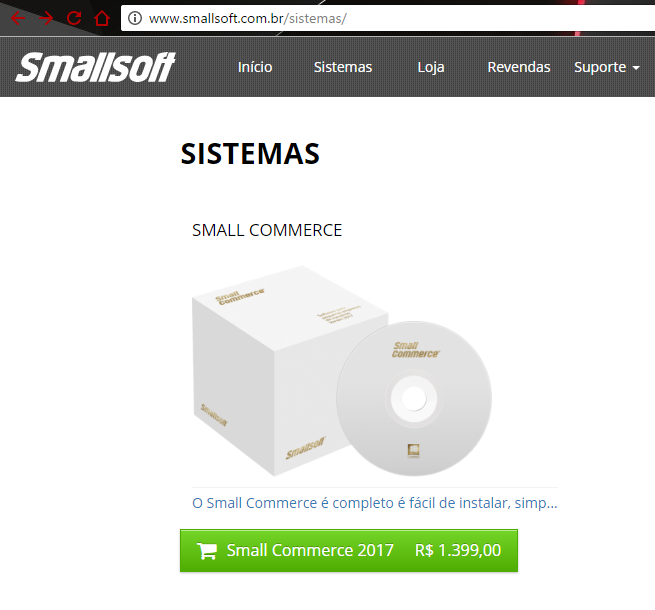 www.smallsoft.com.br/sistemas/
Smallsoft
Início
Sistemas
Loja
Revendas
Suporte
SISTEMAS
SMALL COMMERCE
Small
Commerce
Small
Commerce
Smallsoft
Smallsoft
O Small Commerce é completo é fácil de instalar, simp...
Small Commerce 2017 R$ 1.399,00